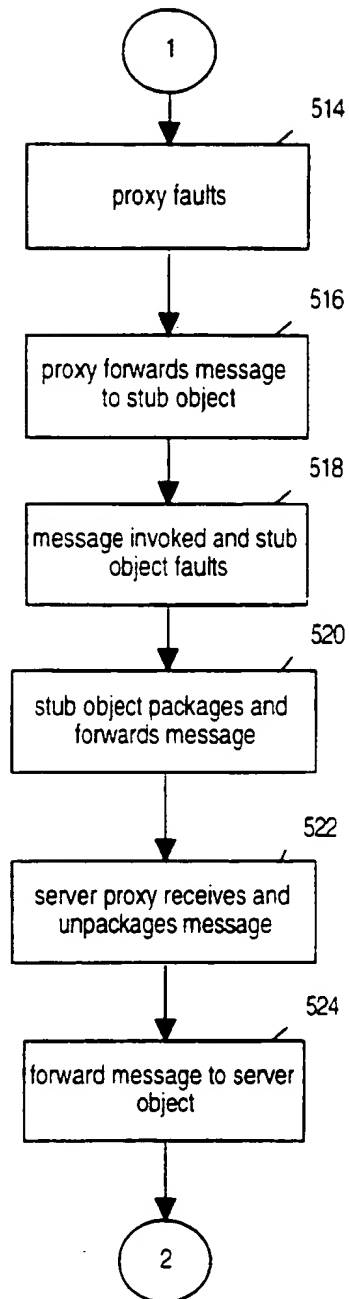 1
514
proxy faults
516
proxy forwards message
to stub object
518
message invoked and stub
object faults
520
stub object packages and
forwards message
522
server proxy receives and
unpackages message
524
forward message to server
object
2